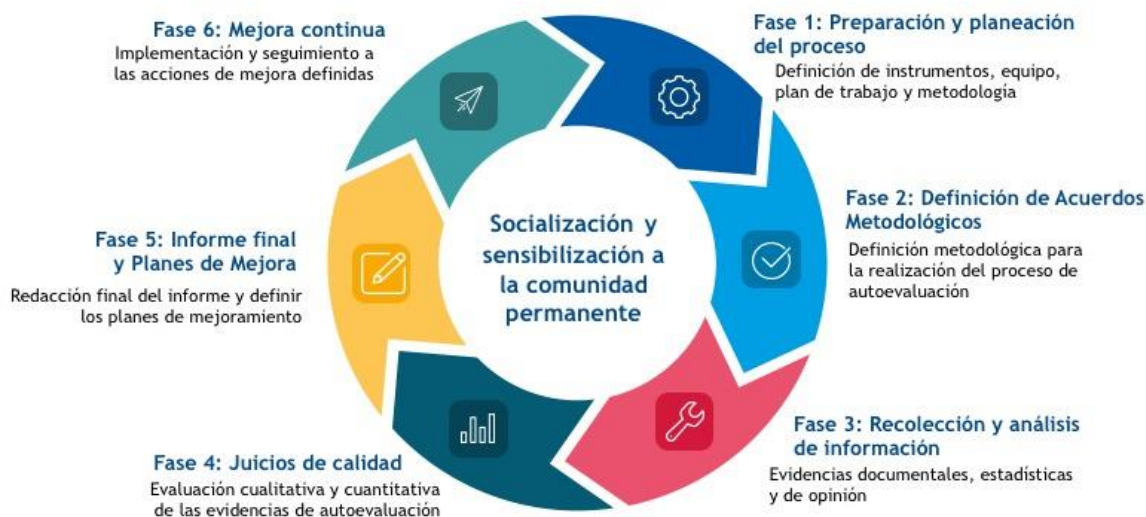 Fase 1: Preparación y planeación
del proceso
Definición de instrumentos, equipo,
plan de trabajo y metodología
Fase 2: Definición de Acuerdos
Metodológicos
Definición metodológica para
la realización del proceso de
autoevaluación
Fase 3: Recolección y análisis
de información
Evidencias documentales, estadísticas
y de opinión
Fase 4: Juicios de calidad
Evaluación cualitativa y cuantitativa
de las evidencias de autoevaluación
Fase 5: Informe final
y Planes de Mejora
Redacción final del informe y definir
los planes de mejoramiento
Fase 6: Mejora continua
Implementación y seguimiento a
las acciones de mejora definidas
Socialización y
sensibilización a
la comunidad
permanente